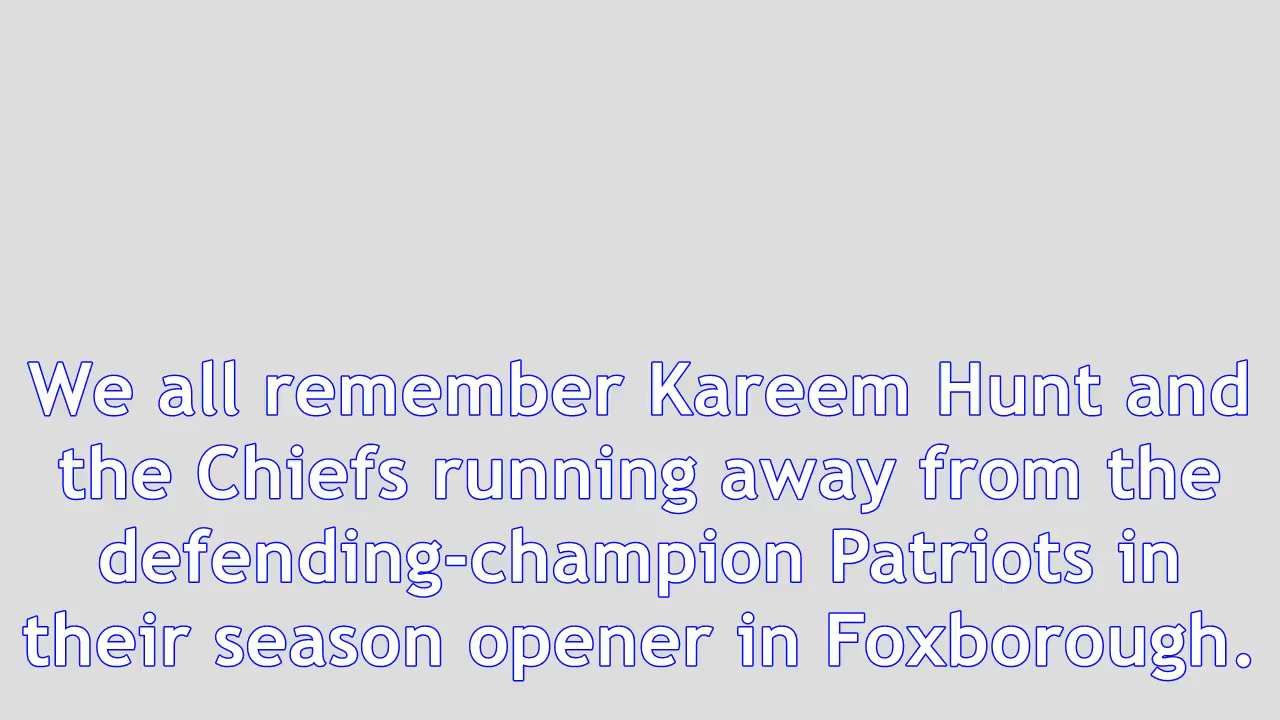 We all remember Kareem Hunt and
the Chiefs running away from the
defending-champion Patriots in
their season opener in Foxborough.